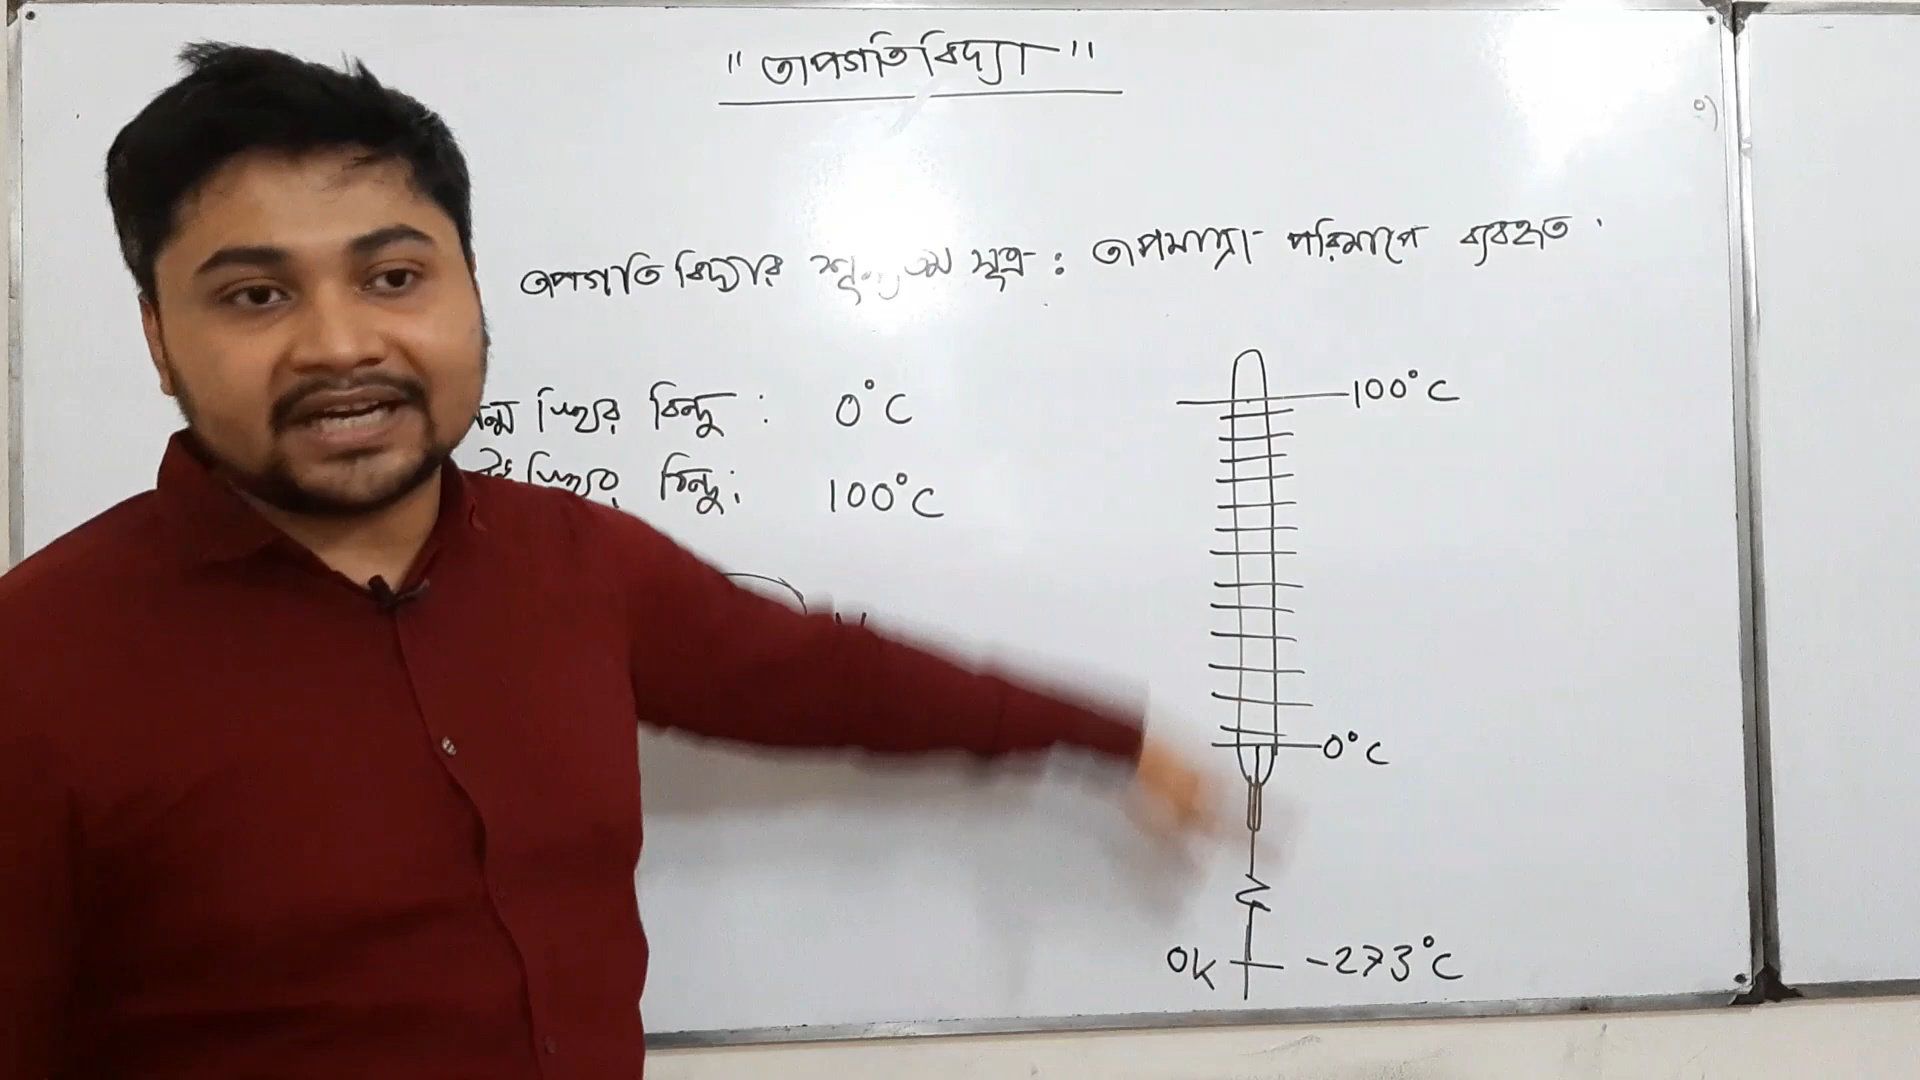 "তাপগতিবিদ্যা"
তাপগতিবিদ্যার শূন্যতম সূত্র: তাপমাত্রা পরিমাপে ব্যবহৃত
স্থির বিন্দু: 0°C
স্থির বিন্দু: 100°C
100°C
0°C
0K -273°C